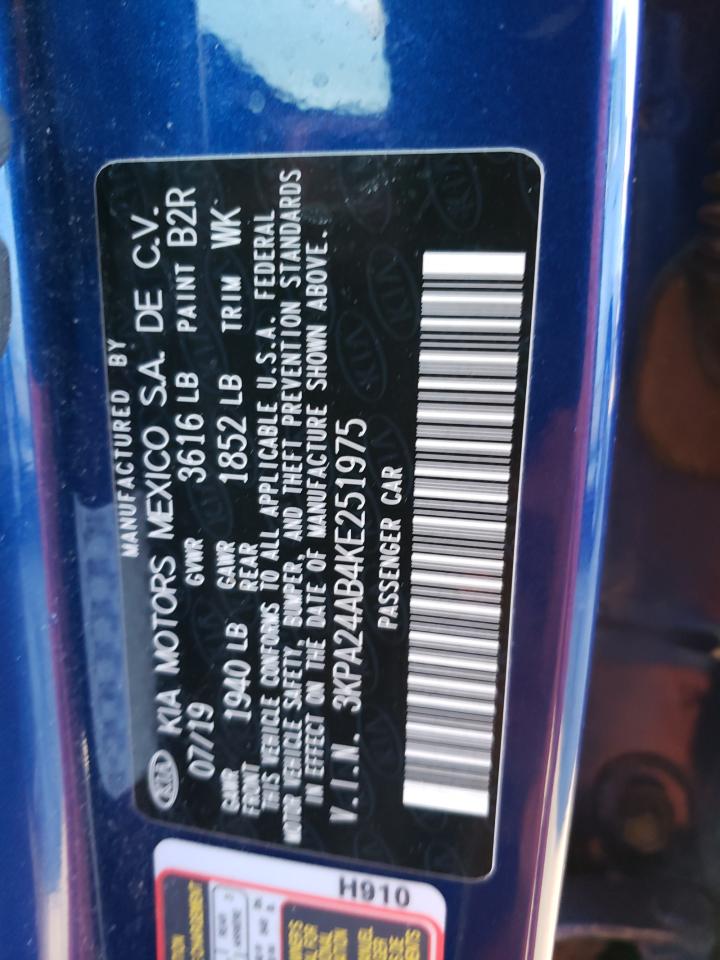 MANUFACTURED BY
KIA KIA MOTORS MEXICO S.A. DE C.V.
07/19 GVWR 3616 LB PAINT B2R
GAWR FRONT 1940 LB GAWR REAR 1852 LB TRIM WK
THIS VEHICLE CONFORMS TO ALL APPLICABLE U.S.A. FEDERAL
MOTOR VEHICLE SAFETY, BUMPER, AND THEFT PREVENTION STANDARDS
IN EFFECT ON THE DATE OF MANUFACTURE SHOWN ABOVE.
V.I.N. 3KPA24AB4KE251975
PASSENGER CAR
H910